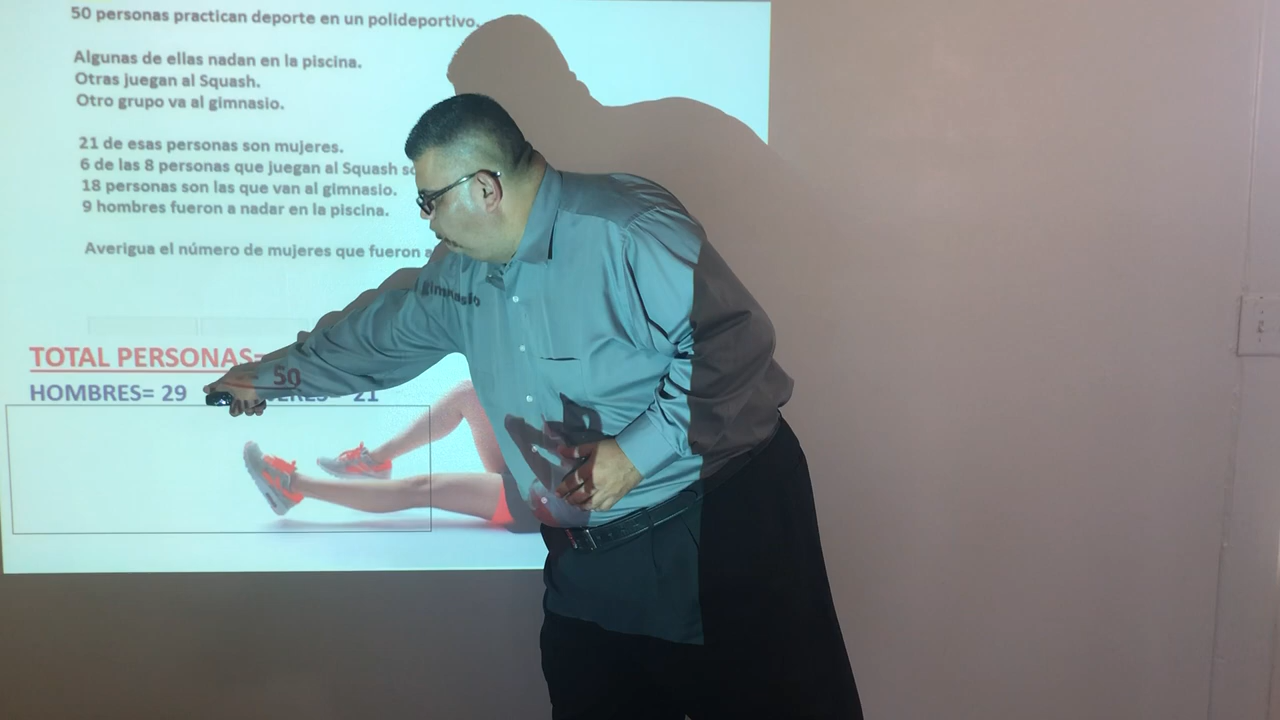 50 personas practican deporte en un polideportivo.
Algunas de ellas nadan en la piscina.
Otras juegan al Squash.
Otro grupo va al gimnasio.
21 de esas personas son mujeres.
6 de las 8 personas que juegan al Squash
18 personas son las que van al gimnasio.
9 hombres fueron a nadar en la piscina.
Averigua el número de mujeres que fueron a
gimnasio
TOTAL PERSONAS= 50
HOMBRES= 29 21